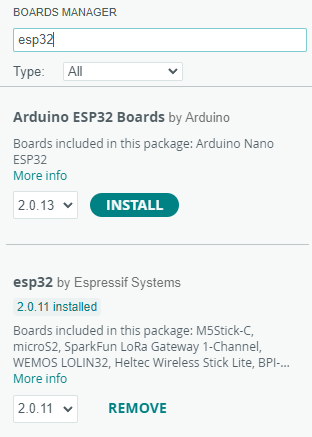 BOARDS MANAGER
esp32
Type: All
Arduino ESP32 Boards by Arduino
Boards included in this package: Arduino Nano
ESP32
More info
2.0.13 INSTALL
esp32 by Espressif Systems
2.0.11 installed
Boards included in this package: M5Stick-C,
microS2, SparkFun LoRa Gateway 1-Channel,
WEMOS LOLIN32, Heltec Wireless Stick Lite, BPI-...
More info
2.0.11 REMOVE